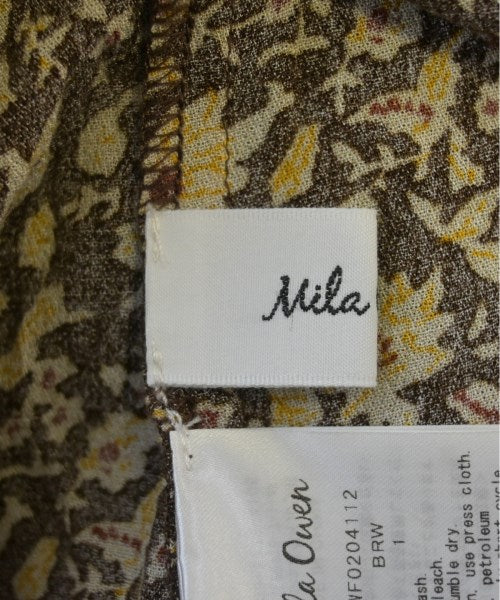 Mila
la Owen
WF0204112
BRW
1
ash.
leach.
umble dry.
n, use press cloth.
petroleum